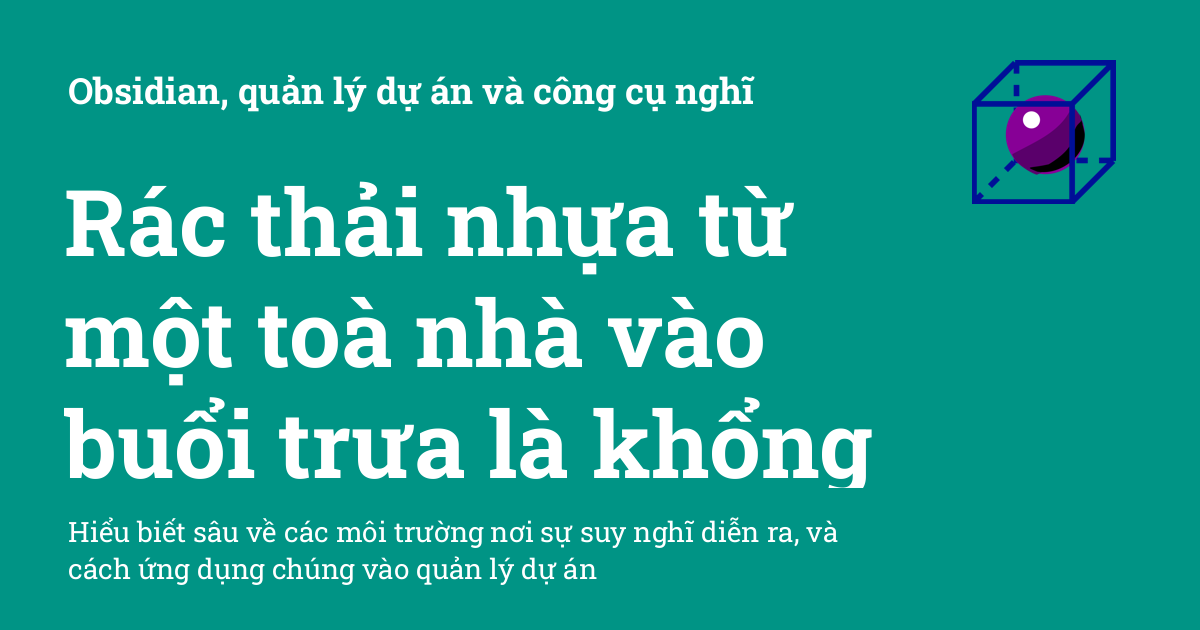 Obsidian, quản lý dự án và công cụ nghĩ
Rác thải nhựa từ
một toà nhà vào
buổi trưa là khổng
Hiểu biết sâu về các môi trường nơi sự suy nghĩ diễn ra, và
cách ứng dụng chúng vào quản lý dự án